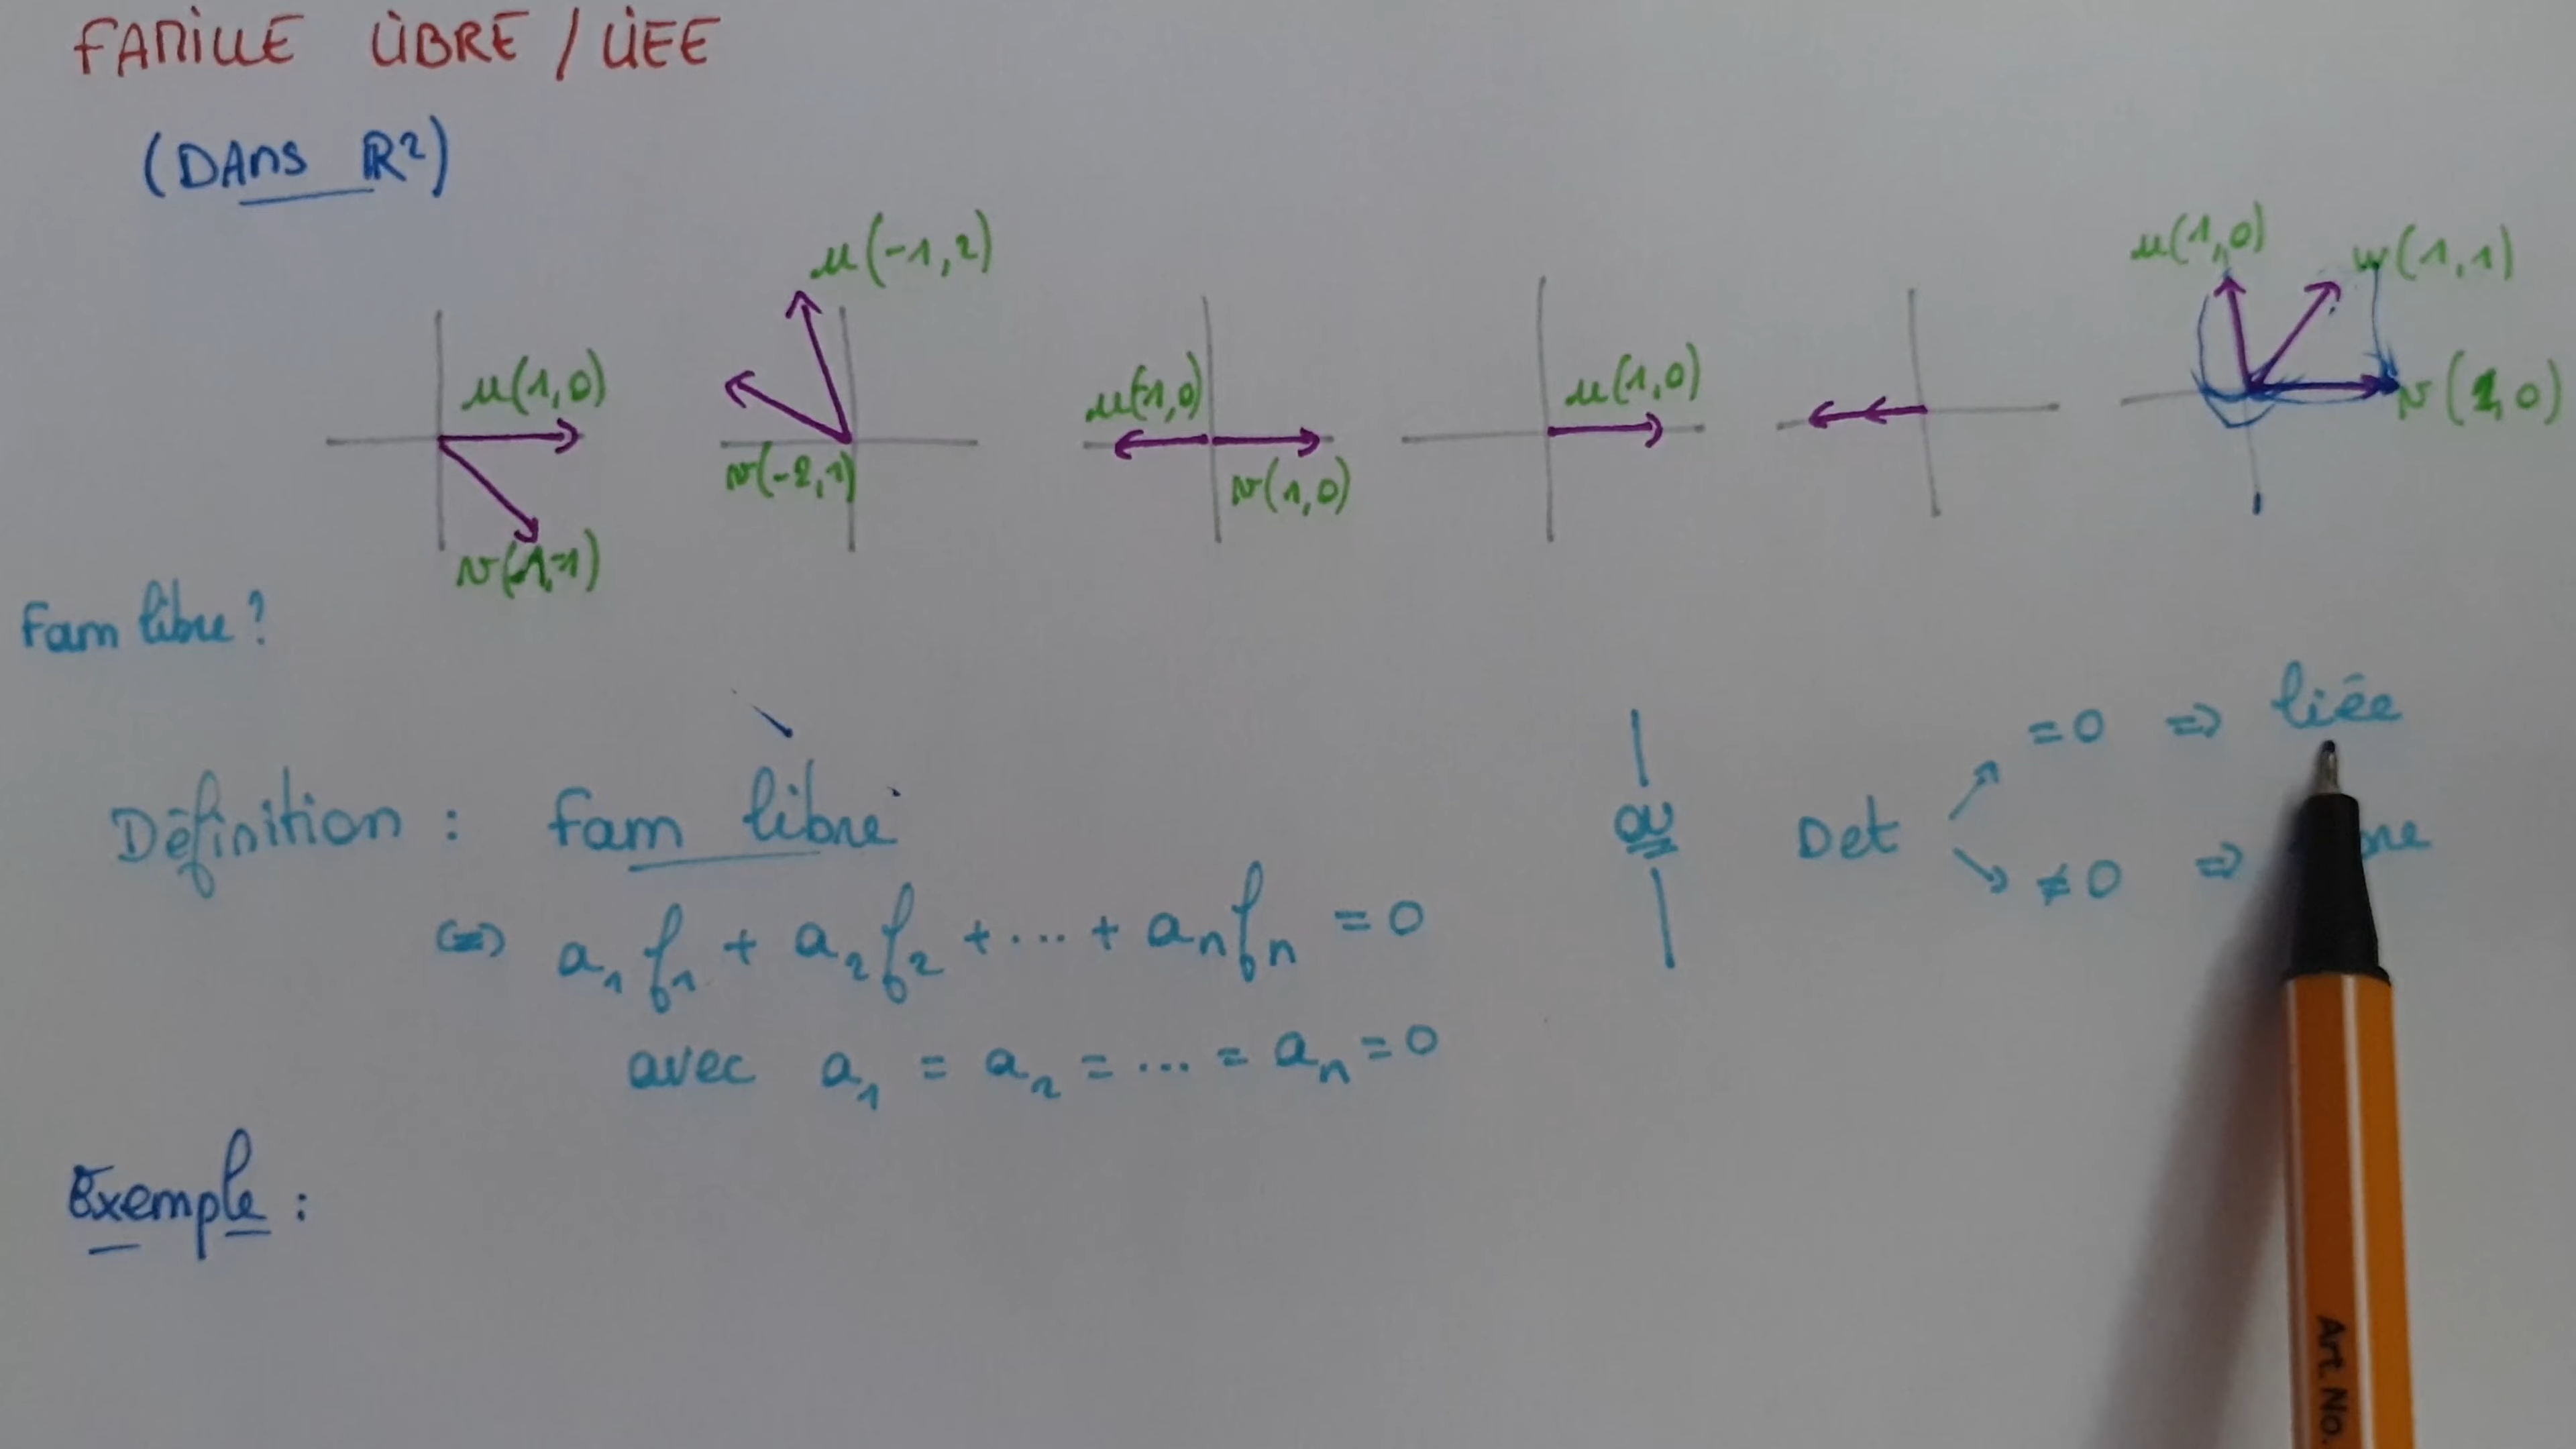 FAMILLE LIBRE / LIÉE
(DANS R²)
u(1,0)
v(1,-1)
u(-1,2)
v(-2,1)
u(-1,0)
v(1,0)
u(1,0)
u(1,0)
w(1,1)
v(1,0)
Fam libre ?
Définition : Fam libre
<=> a₁f₁ + a₂f₂ + ... + aₙfₙ = 0
avec a₁ = a₂ = ... = aₙ = 0
ou
Det
= 0 => liée
≠ 0 =>
Exemple :
Art. No.